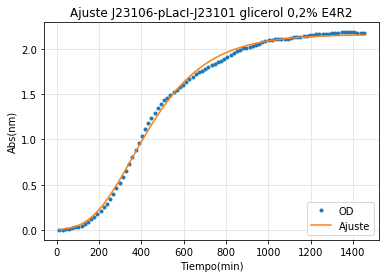 Ajuste J23106-pLacI-J23101 glicerol 0,2% E4R2
Abs(nm)
2.0
1.5
1.0
0.5
0.0
OD
Ajuste
0 200 400 600 800 1000 1200 1400
Tiempo(min)